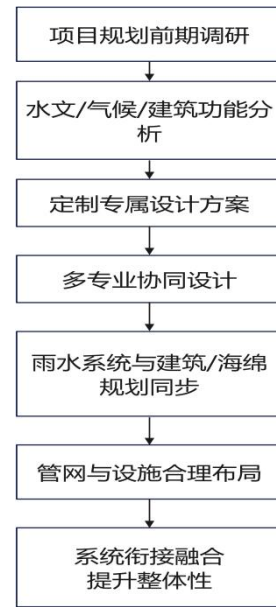 项目规划前期调研
水文/气候/建筑功能分
析
定制专属设计方案
多专业协同设计
雨水系统与建筑/海绵
规划同步
管网与设施合理布局
系统衔接融合
提升整体性